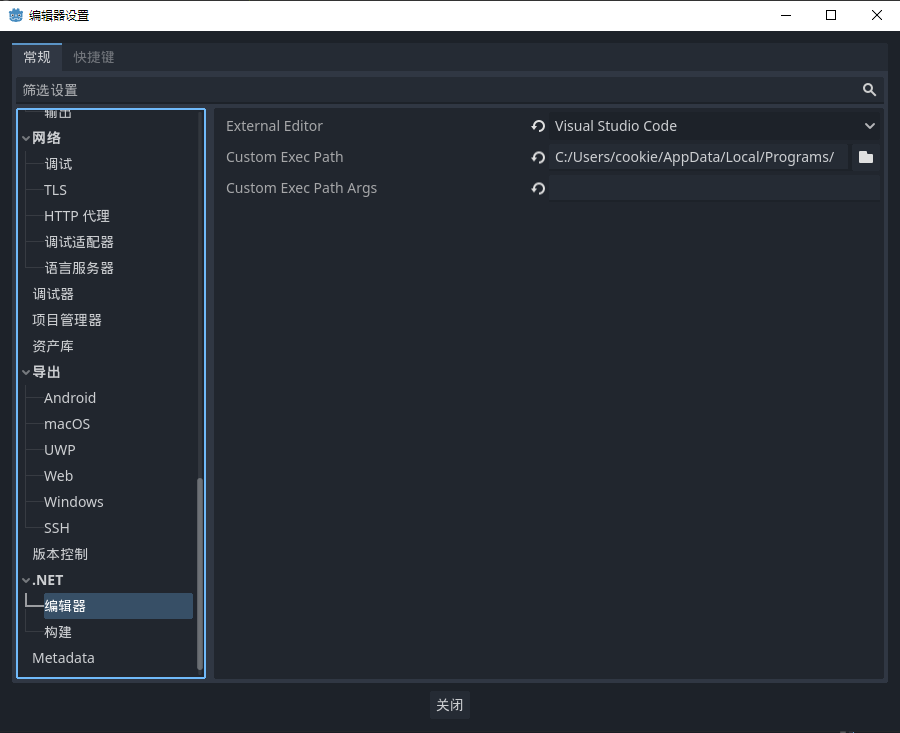 编辑器设置
常规 快捷键
筛选设置
输出
网络
调试
TLS
HTTP 代理
调试适配器
语言服务器
调试器
项目管理器
资产库
导出
Android
macOS
UWP
Web
Windows
SSH
版本控制
.NET
编辑器
构建
Metadata
External Editor Visual Studio Code
Custom Exec Path C:/Users/cookie/AppData/Local/Programs/
Custom Exec Path Args
关闭